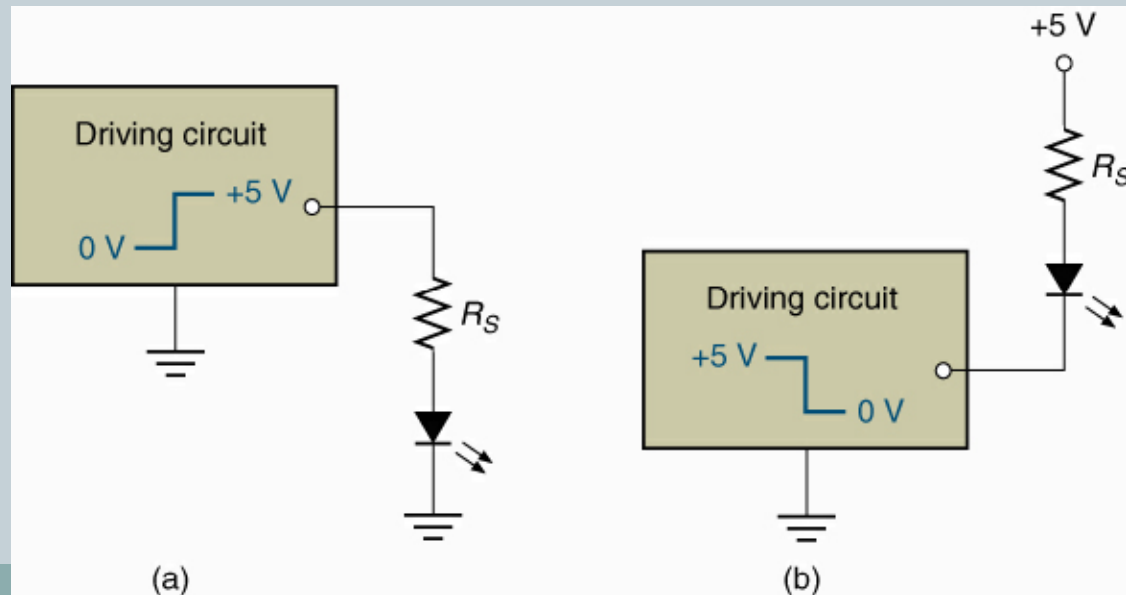 Driving circuit
+5 V
0 V
R_S
(a)
+5 V
R_S
Driving circuit
+5 V
0 V
(b)